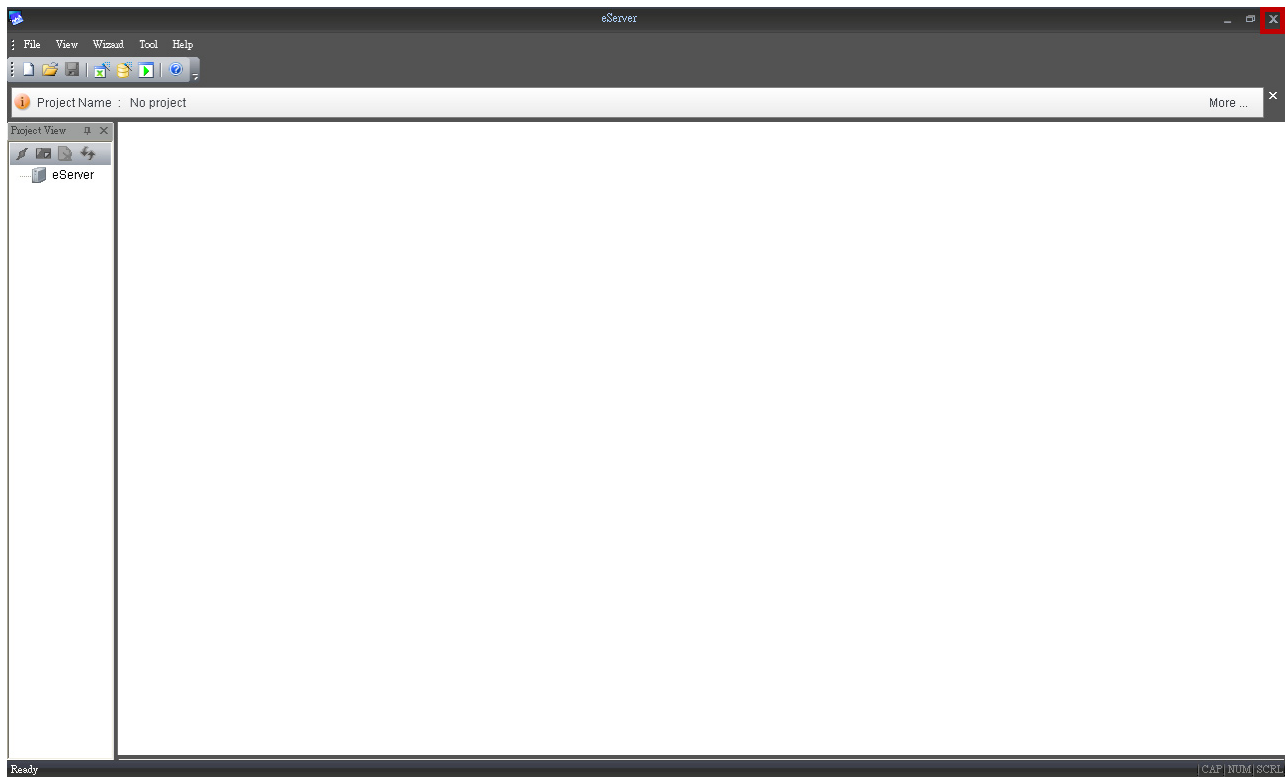 eServer
File View Wizard Tool Help
Project Name : No project More ...
Project View
eServer
Ready CAP NUM SCRL